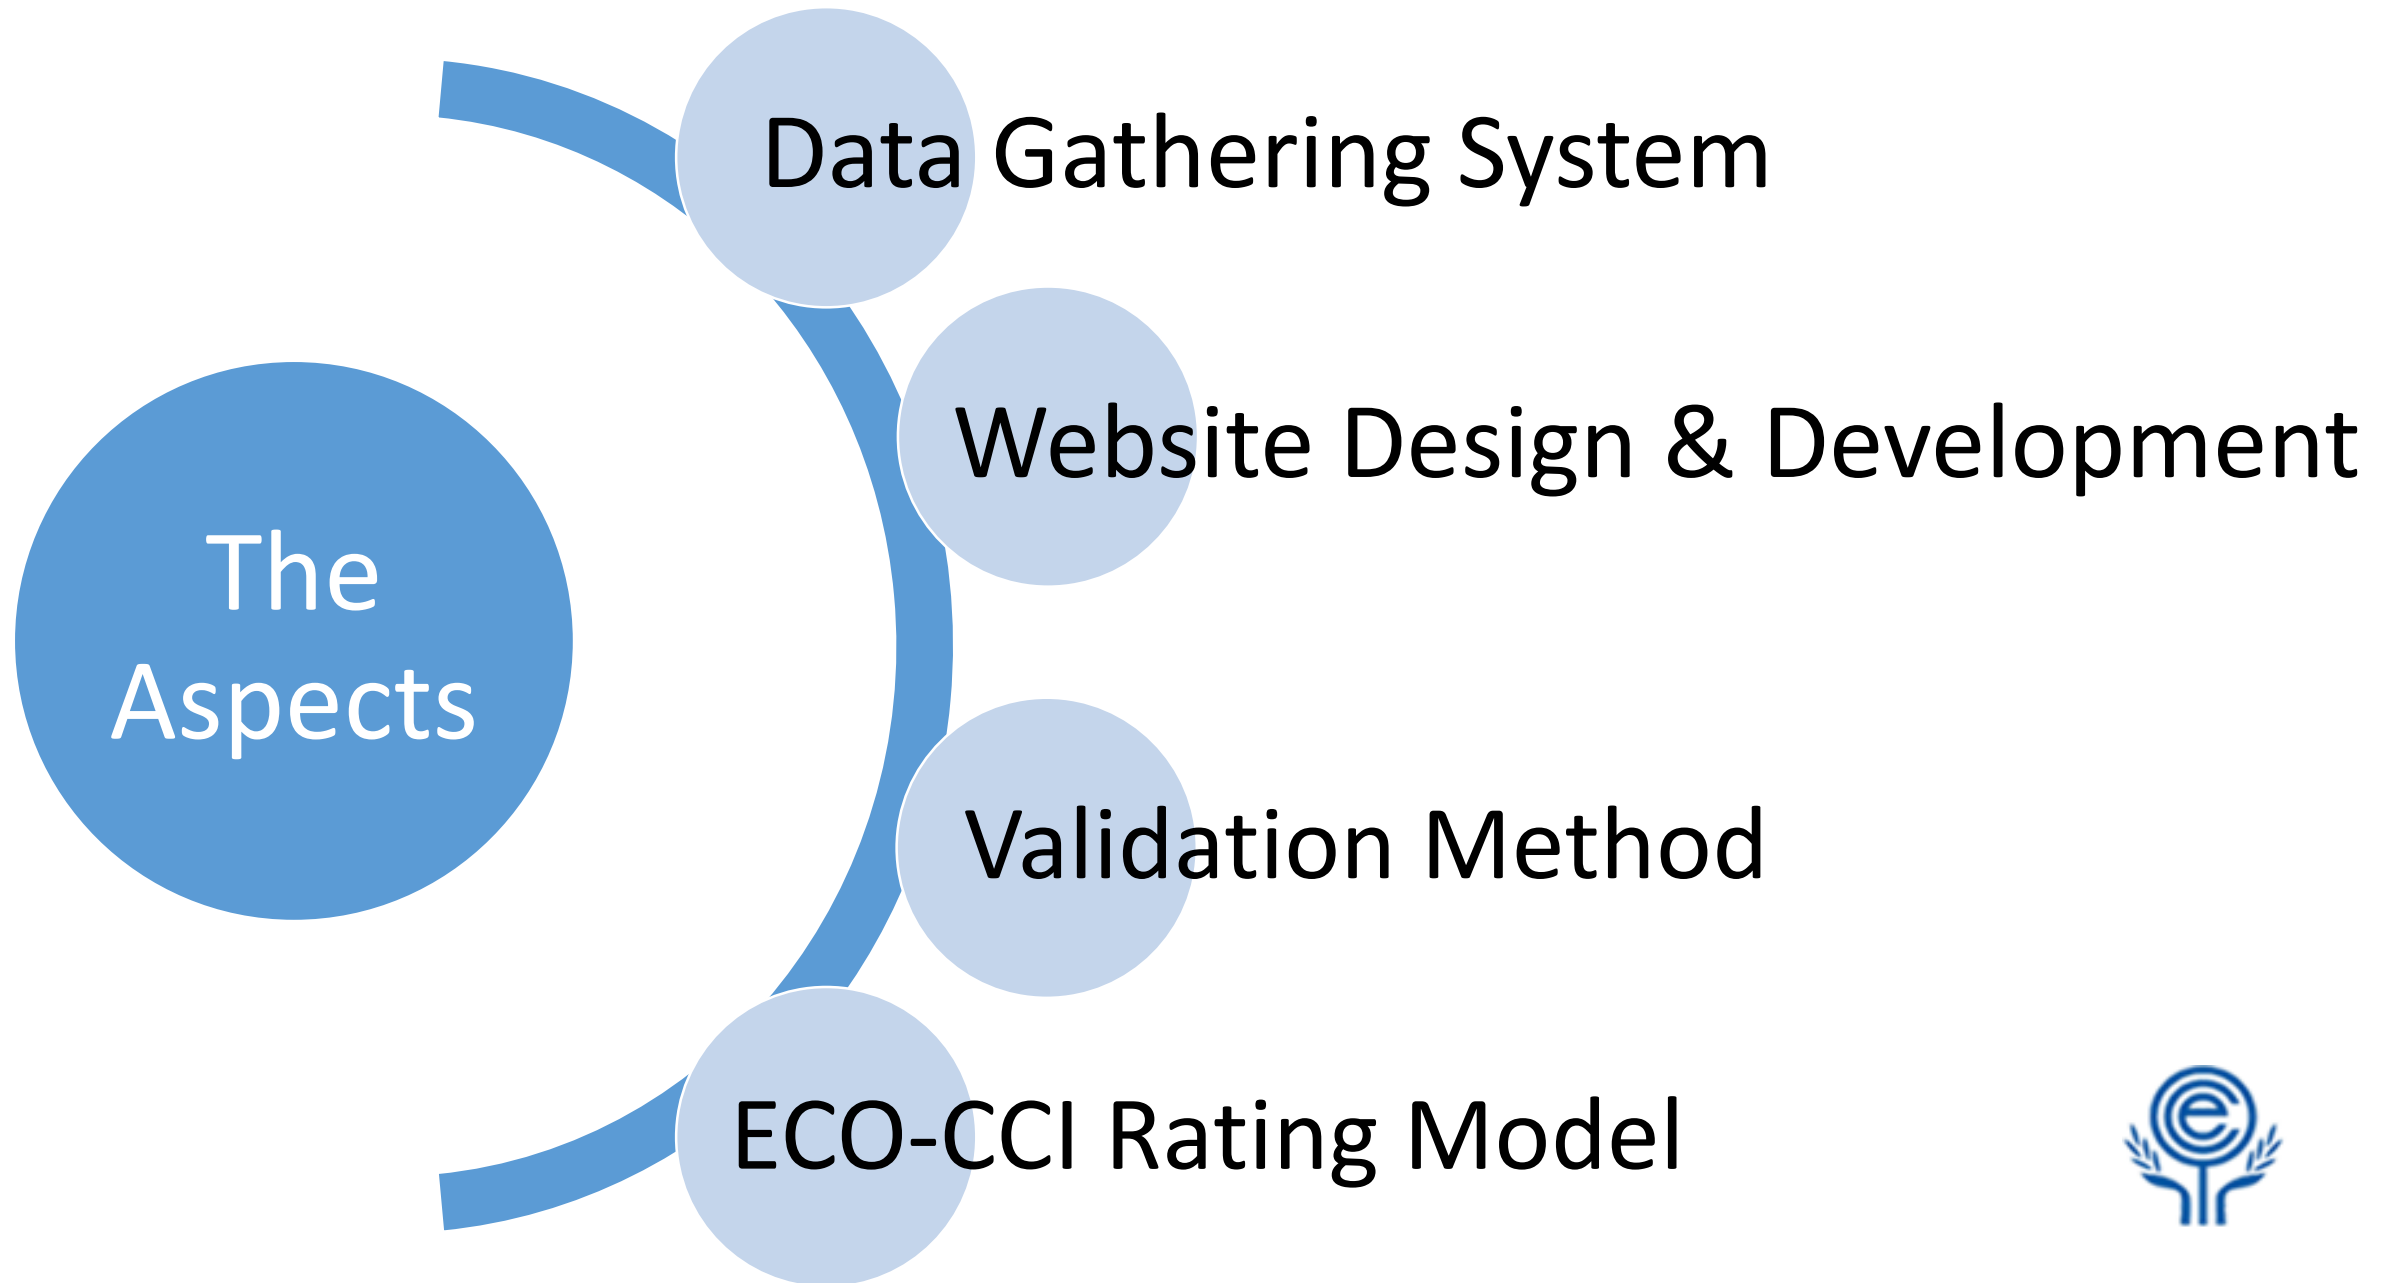 Data Gathering System
Website Design & Development
The
Aspects
Validation Method
ECO-CCI Rating Model